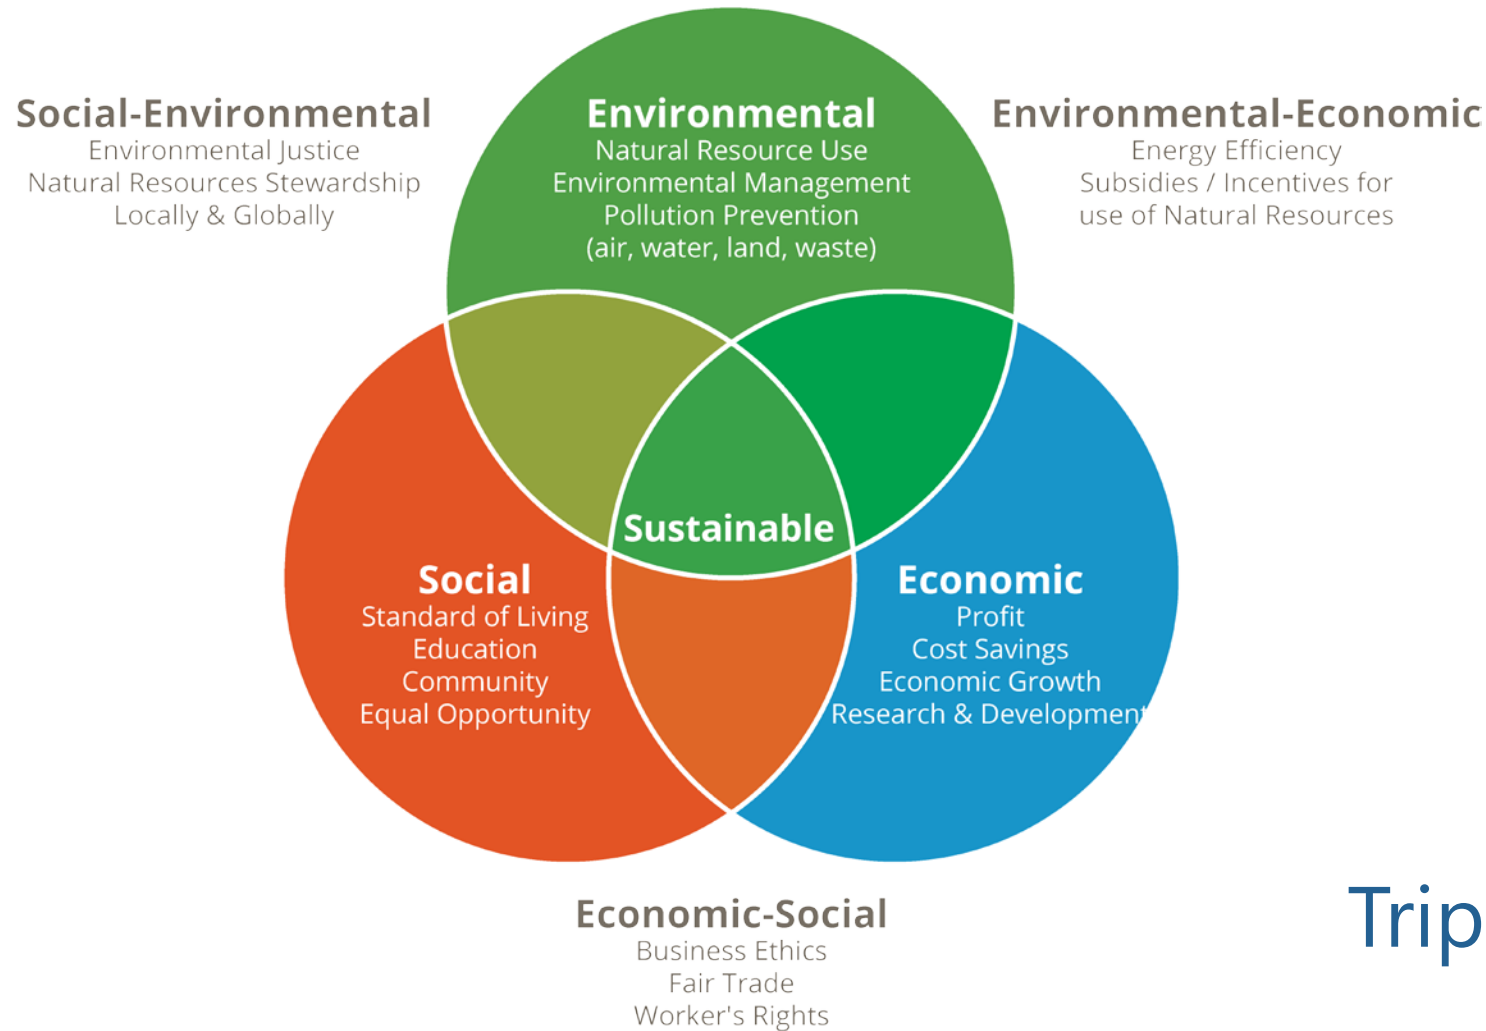 Social-Environmental
Environmental Justice
Natural Resources Stewardship
Locally & Globally
Environmental
Natural Resource Use
Environmental Management
Pollution Prevention
(air, water, land, waste)
Environmental-Economic
Energy Efficiency
Subsidies / Incentives for
use of Natural Resources
Sustainable
Social
Standard of Living
Education
Community
Equal Opportunity
Economic
Profit
Cost Savings
Economic Growth
Research & Development
Economic-Social
Business Ethics
Fair Trade
Worker's Rights
Trip